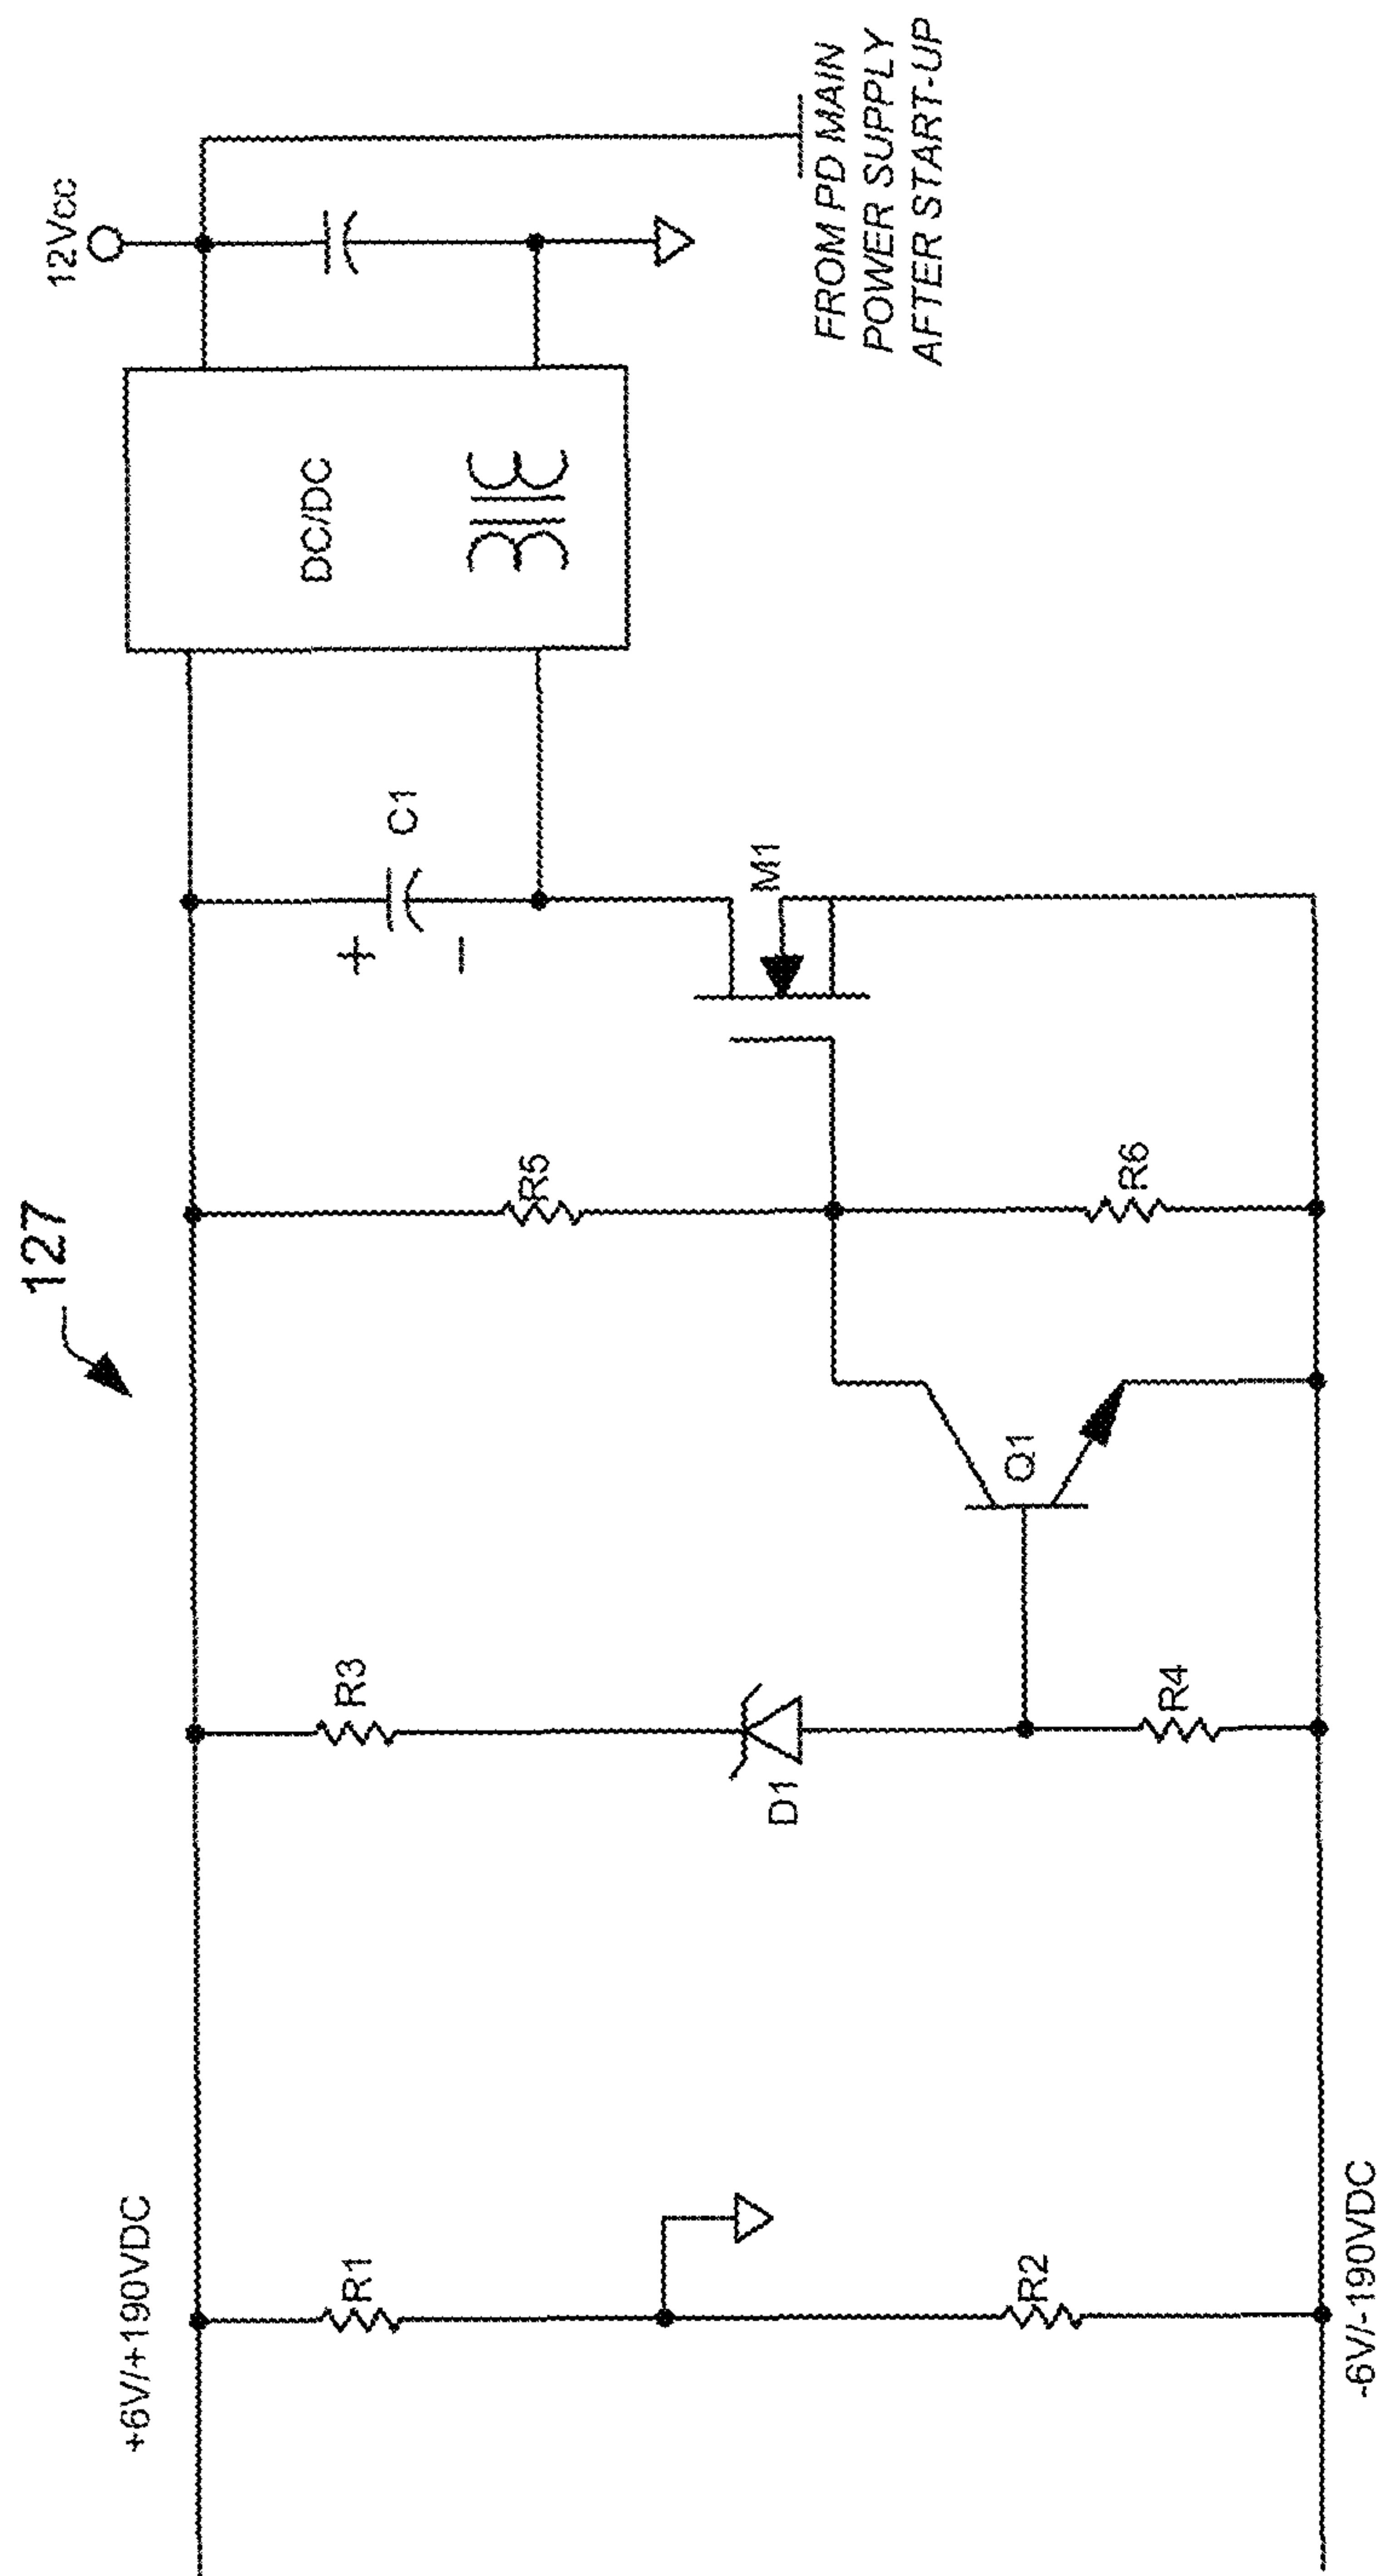 127
+6V/+190VDC
12Vcc
R1
R3
R5
C1
DC/DC
D1
M1
Q1
R2
R4
R6
-6V/-190VDC
FROM PD MAIN
POWER SUPPLY
AFTER START-UP
+
−